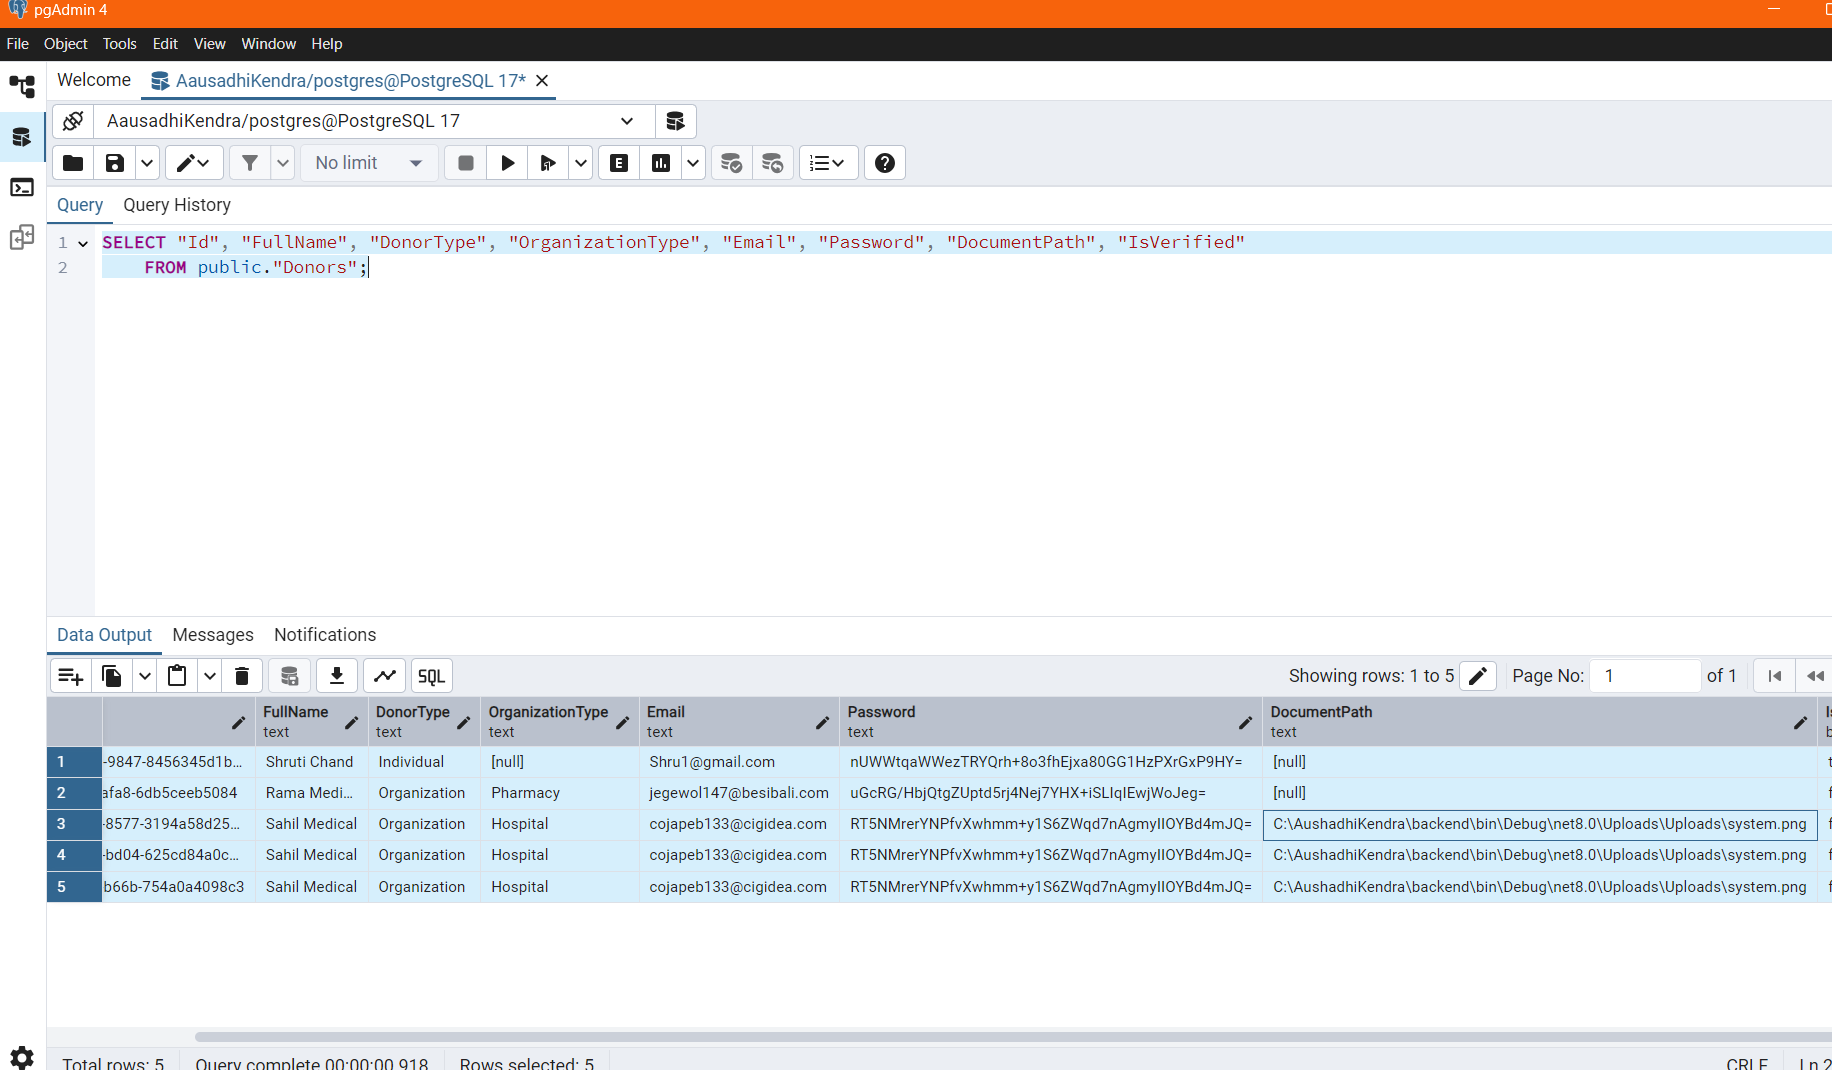 pgAdmin 4
File Object Tools Edit View Window Help
Welcome AausadhiKendra/postgres@PostgreSQL 17*
AausadhiKendra/postgres@PostgreSQL 17
No limit
Query Query History
1 SELECT "Id", "FullName", "DonorType", "OrganizationType", "Email", "Password", "DocumentPath", "IsVerified"
2 FROM public."Donors";
Data Output Messages Notifications
SQL Showing rows: 1 to 5 Page No: 1 of 1
FullName DonorType OrganizationType Email Password DocumentPath
text text text text text text
1 -9847-8456345d1b... Shruti Chand Individual [null] Shru1@gmail.com nUWWtqaWWezTRYQrh+8o3fhEjxa80GG1HzPXrGxP9HY= [null]
2 afa8-6db5ceeb5084 Rama Medi... Organization Pharmacy jegewol147@besibali.com uGcRG/HbjQtgZUptd5rj4Nej7YHX+iSLIqIEwjWoJeg= [null]
3 -8577-3194a58d25... Sahil Medical Organization Hospital cojapeb133@cigidea.com RT5NMrerYNPfvXwhmm+y1S6ZWqd7nAgmyIIOYBd4mJQ= C:\AushadhiKendra\backend\bin\Debug\net8.0\Uploads\Uploads\system.png
4 -bd04-625cd84a0c... Sahil Medical Organization Hospital cojapeb133@cigidea.com RT5NMrerYNPfvXwhmm+y1S6ZWqd7nAgmyIIOYBd4mJQ= C:\AushadhiKendra\backend\bin\Debug\net8.0\Uploads\Uploads\system.png
5 b66b-754a0a4098c3 Sahil Medical Organization Hospital cojapeb133@cigidea.com RT5NMrerYNPfvXwhmm+y1S6ZWqd7nAgmyIIOYBd4mJQ= C:\AushadhiKendra\backend\bin\Debug\net8.0\Uploads\Uploads\system.png
Total rows: 5 Query complete 00:00:00.918 Rows selected: 5 CRLF Ln 2